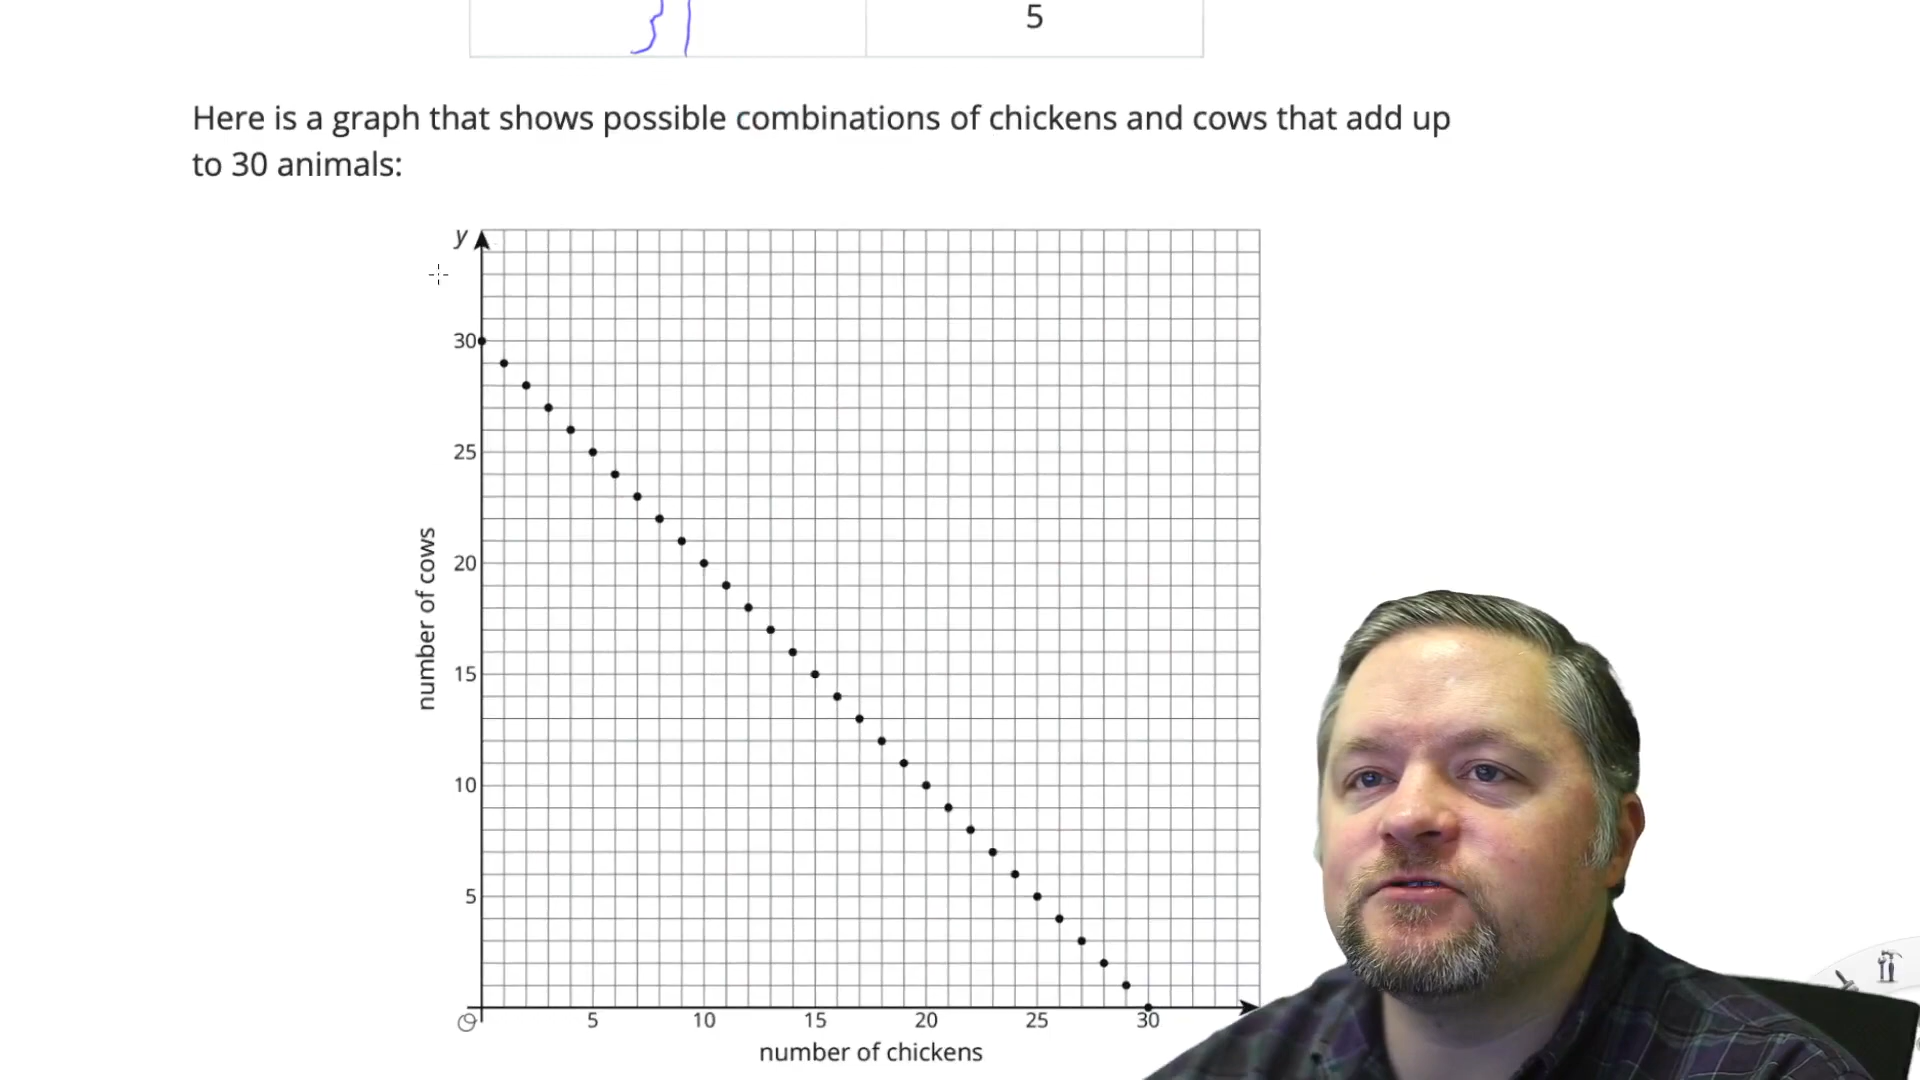 5
Here is a graph that shows possible combinations of chickens and cows that add up
to 30 animals:
y
30
25
20
15
10
5
number of cows
O
5
10
15
20
25
30
number of chickens